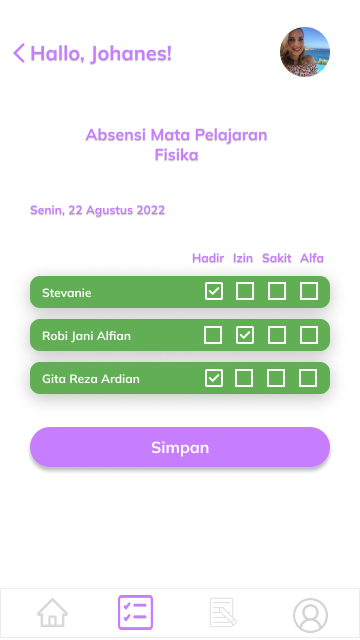 Hallo, Johanes!
Absensi Mata Pelajaran
Fisika
Senin, 22 Agustus 2022
Hadir Izin Sakit Alfa
Stevanie
Robi Jani Alfian
Gita Reza Ardian
Simpan